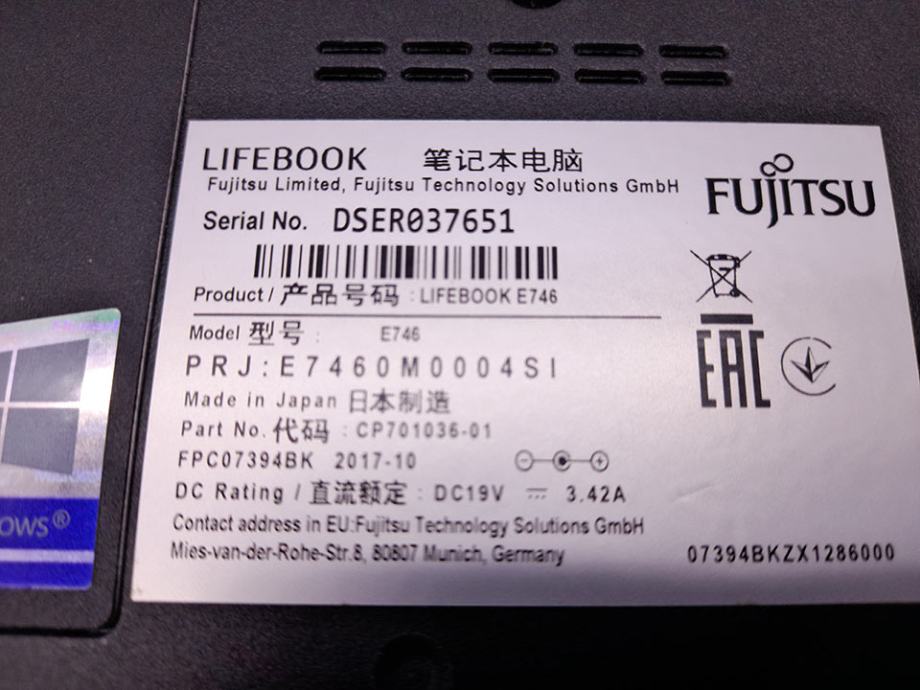 LIFEBOOK 笔记本电脑
Fujitsu Limited, Fujitsu Technology Solutions GmbH
FUJITSU
Serial No. DSER037651
Product / 产品号码 : LIFEBOOK E746
Model 型号 : E746
PRJ:E7460M0004SI
EAC
Made in Japan 日本制造
Part No. 代码 : CP701036-01
FPC07394BK 2017-10
DC Rating / 直流额定 : DC19V ⎓ 3.42A
Contact address in EU:Fujitsu Technology Solutions GmbH
Mies-van-der-Rohe-Str.8, 80807 Munich, Germany
07394BKZX1286000